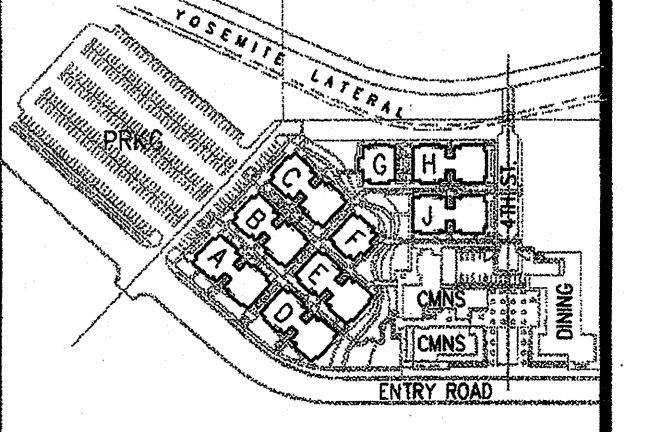 YOSEMITE LATERAL
PRKG
G H
C
4TH ST.
J
B
F
A
E
CMNS
DINING
D
CMNS
ENTRY ROAD